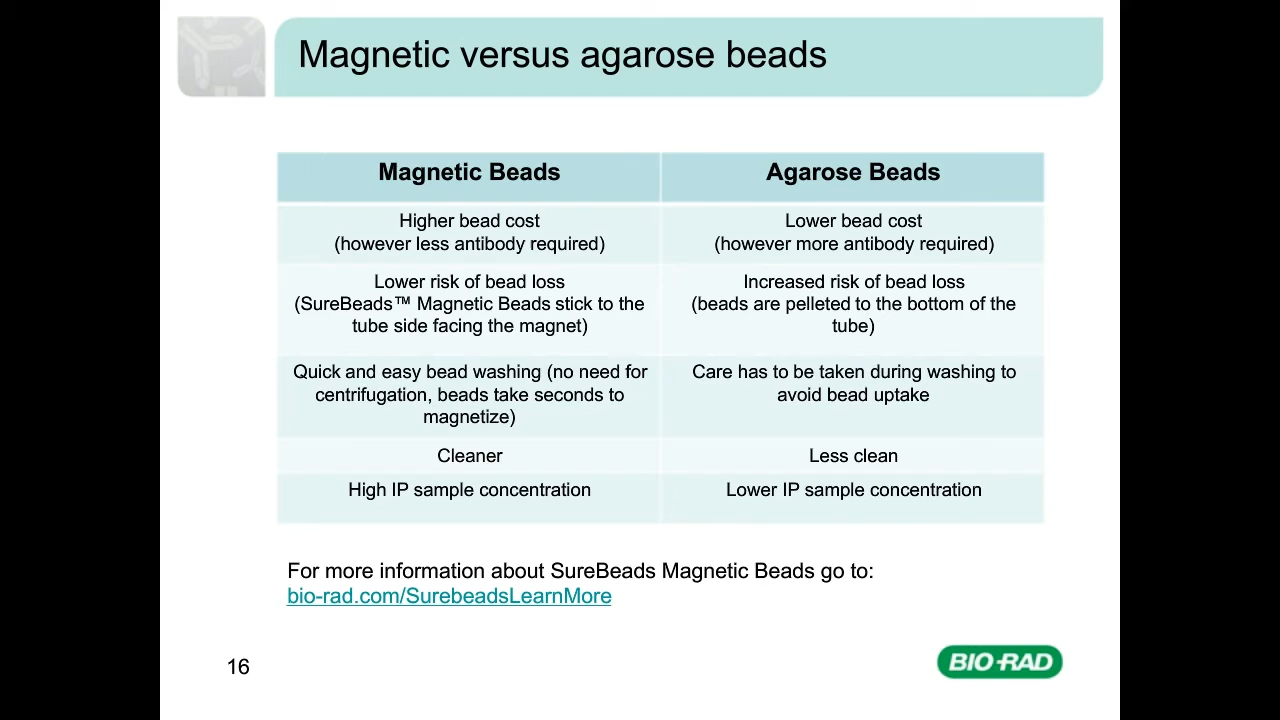 Magnetic versus agarose beads
Magnetic Beads
Agarose Beads
Higher bead cost
(however less antibody required)
Lower bead cost
(however more antibody required)
Lower risk of bead loss
(SureBeads™ Magnetic Beads stick to the
tube side facing the magnet)
Increased risk of bead loss
(beads are pelleted to the bottom of the
tube)
Quick and easy bead washing (no need for
centrifugation, beads take seconds to
magnetize)
Care has to be taken during washing to
avoid bead uptake
Cleaner
Less clean
High IP sample concentration
Lower IP sample concentration
For more information about SureBeads Magnetic Beads go to:
bio-rad.com/SurebeadsLearnMore
16
BIO-RAD